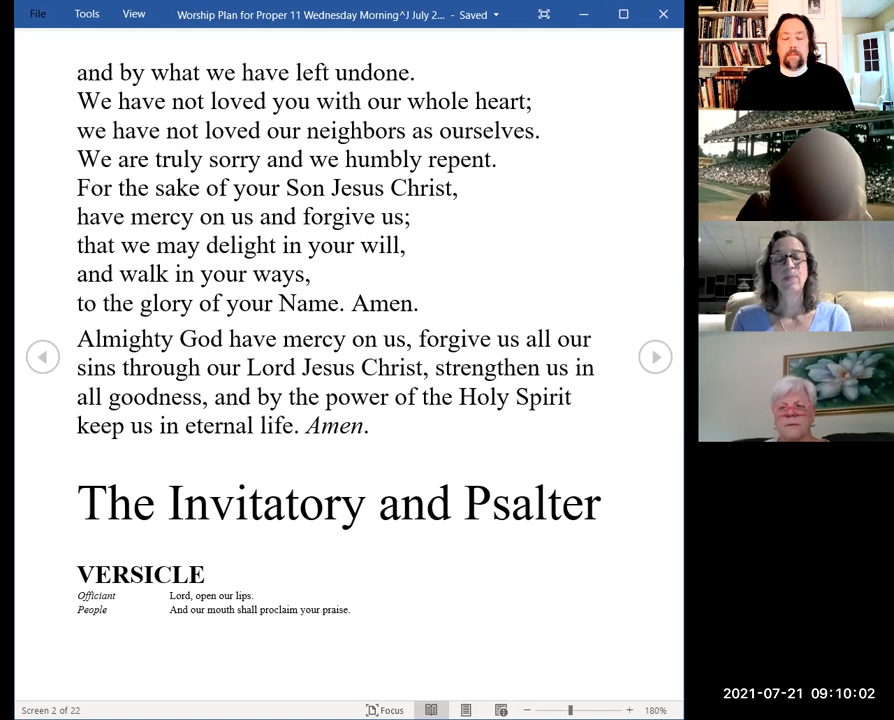 File Tools View Worship Plan for Proper 11 Wednesday Morning^J July 2... - Saved
and by what we have left undone.
We have not loved you with our whole heart;
we have not loved our neighbors as ourselves.
We are truly sorry and we humbly repent.
For the sake of your Son Jesus Christ,
have mercy on us and forgive us;
that we may delight in your will,
and walk in your ways,
to the glory of your Name. Amen.
Almighty God have mercy on us, forgive us all our
sins through our Lord Jesus Christ, strengthen us in
all goodness, and by the power of the Holy Spirit
keep us in eternal life. Amen.
The Invitatory and Psalter
VERSICLE
Officiant Lord, open our lips.
People And our mouth shall proclaim your praise.
2021-07-21 09:10:02
Screen 2 of 22 Focus 180%